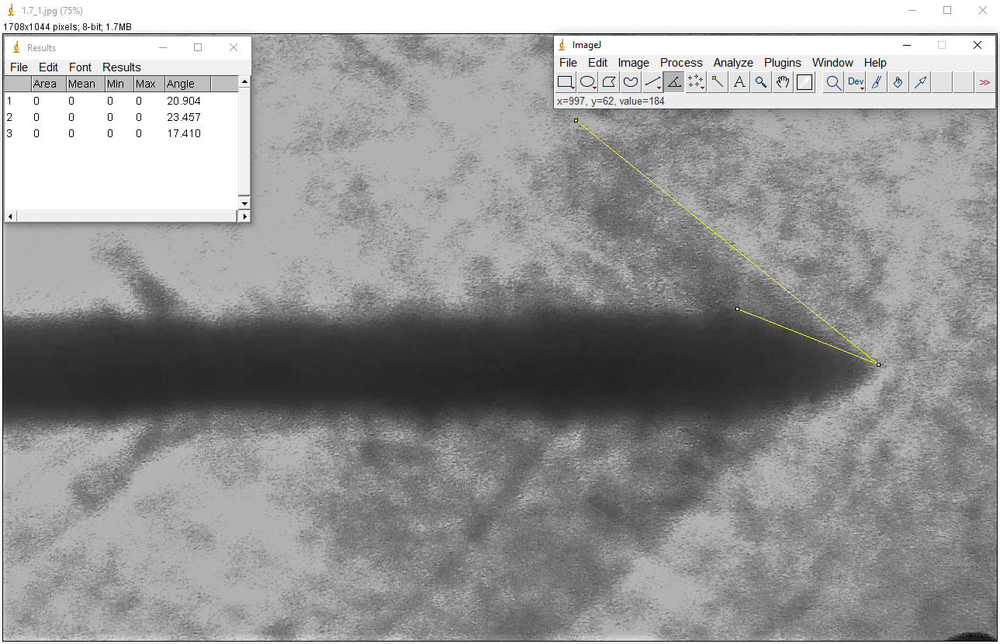 1.7_1.jpg (75%)
1708x1044 pixels; 8-bit; 1.7MB
Results
File Edit Font Results
Area Mean Min Max Angle
1 0 0 0 0 20.904
2 0 0 0 0 23.457
3 0 0 0 0 17.410
ImageJ
File Edit Image Process Analyze Plugins Window Help
A Dev >>
x=997, y=62, value=184